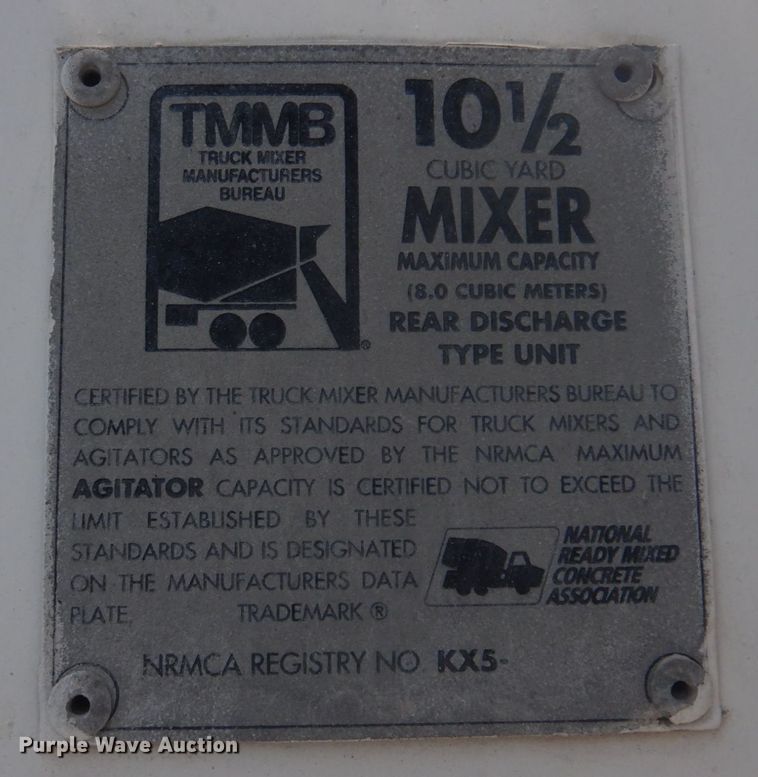 TMMB
TRUCK MIXER
MANUFACTURERS
BUREAU
®
10 1/2
CUBIC YARD
MIXER
MAXIMUM CAPACITY
(8.0 CUBIC METERS)
REAR DISCHARGE
TYPE UNIT
CERTIFIED BY THE TRUCK MIXER MANUFACTURERS BUREAU TO
COMPLY WITH ITS STANDARDS FOR TRUCK MIXERS AND
AGITATORS AS APPROVED BY THE NRMCA MAXIMUM
AGITATOR CAPACITY IS CERTIFIED NOT TO EXCEED THE
LIMIT ESTABLISHED BY THESE
STANDARDS AND IS DESIGNATED
ON THE MANUFACTURERS DATA
PLATE. TRADEMARK ®
NATIONAL
READY MIXED
CONCRETE
ASSOCIATION
NRMCA REGISTRY NO. KX5-
Purple Wave Auction